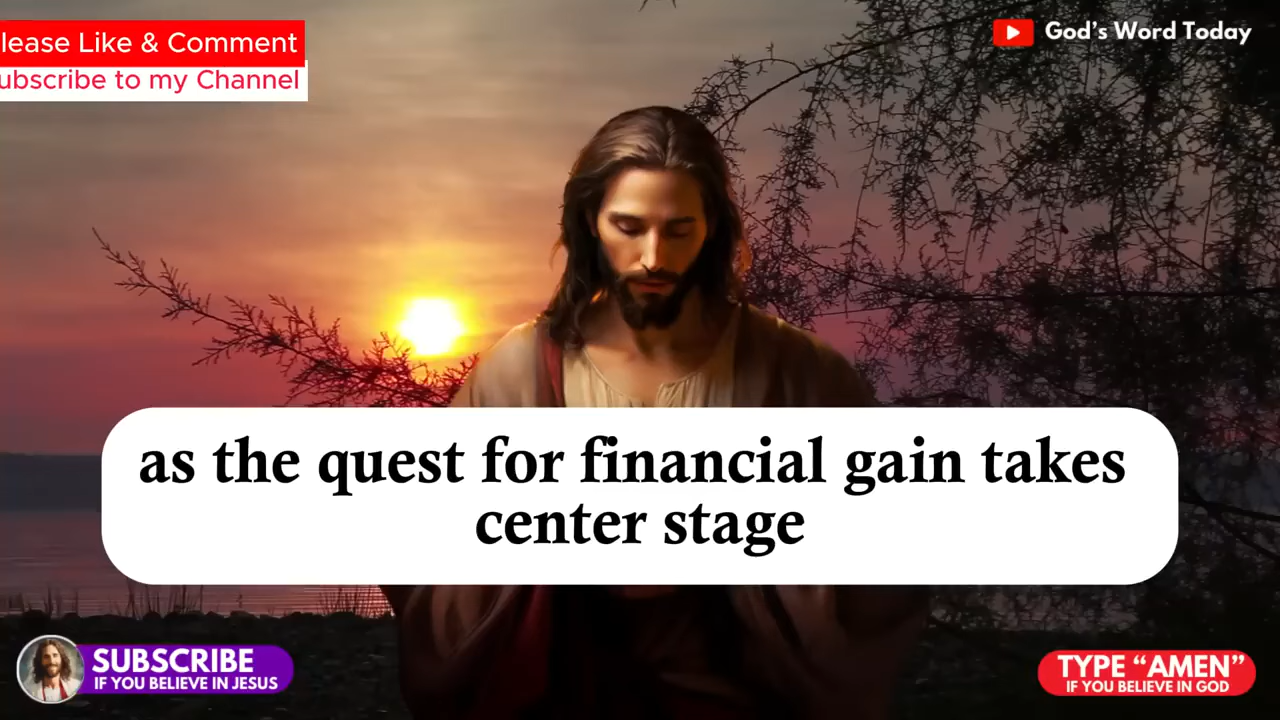 lease Like & Comment
ubscribe to my Channel
God's Word Today
as the quest for financial gain takes
center stage
SUBSCRIBE
IF YOU BELIEVE IN JESUS
TYPE “AMEN”
IF YOU BELIEVE IN GOD